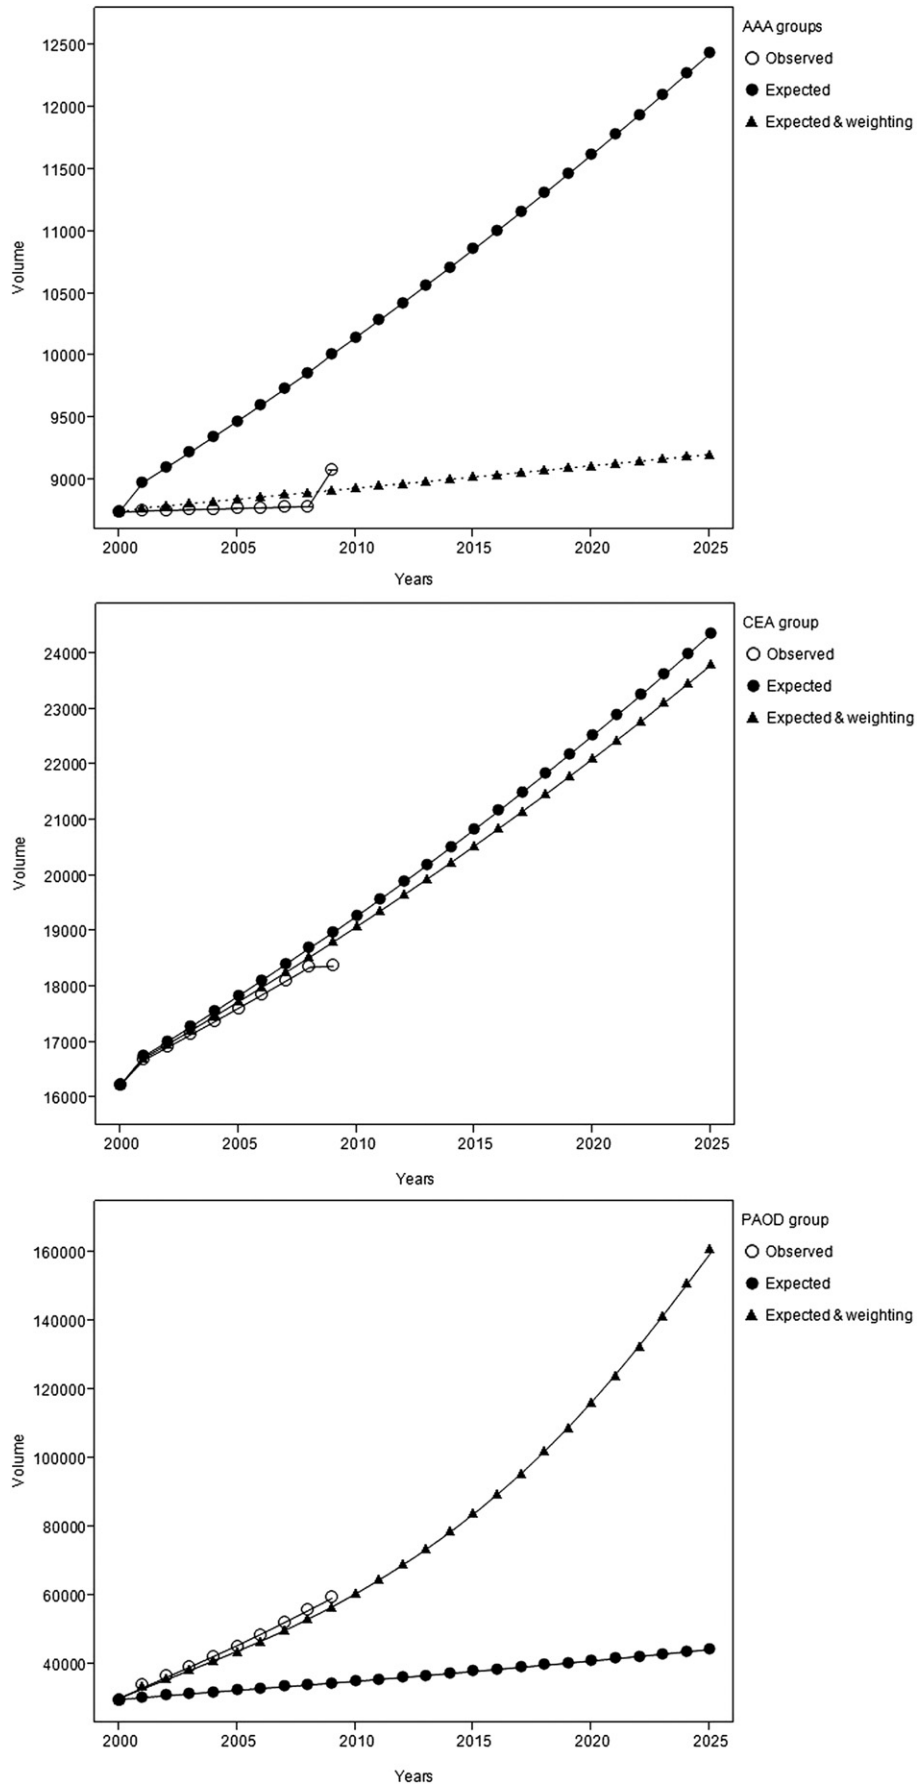 AAA groups
Observed
Expected
Expected & weighting
12500
12000
11500
11000
10500
10000
9500
9000
Volume
2000 2005 2010 2015 2020 2025
Years
CEA group
Observed
Expected
Expected & weighting
24000
23000
22000
21000
20000
19000
18000
17000
16000
Volume
2000 2005 2010 2015 2020 2025
Years
PAOD group
Observed
Expected
Expected & weighting
160000
140000
120000
100000
80000
60000
40000
Volume
2000 2005 2010 2015 2020 2025
Years